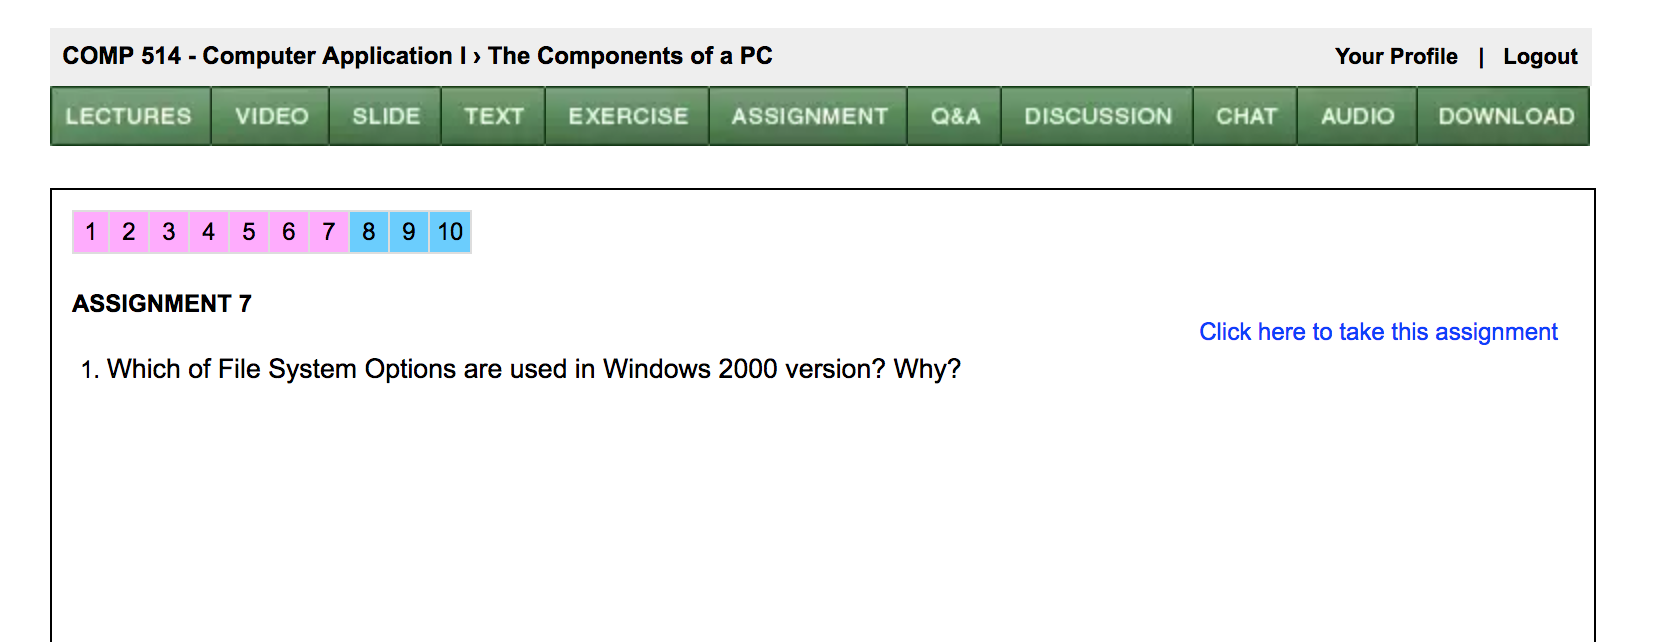 COMP 514 - Computer Application I › The Components of a PC
Your Profile | Logout
LECTURES VIDEO SLIDE TEXT EXERCISE ASSIGNMENT Q&A DISCUSSION CHAT AUDIO DOWNLOAD
1 2 3 4 5 6 7 8 9 10
ASSIGNMENT 7
Click here to take this assignment
1. Which of File System Options are used in Windows 2000 version? Why?